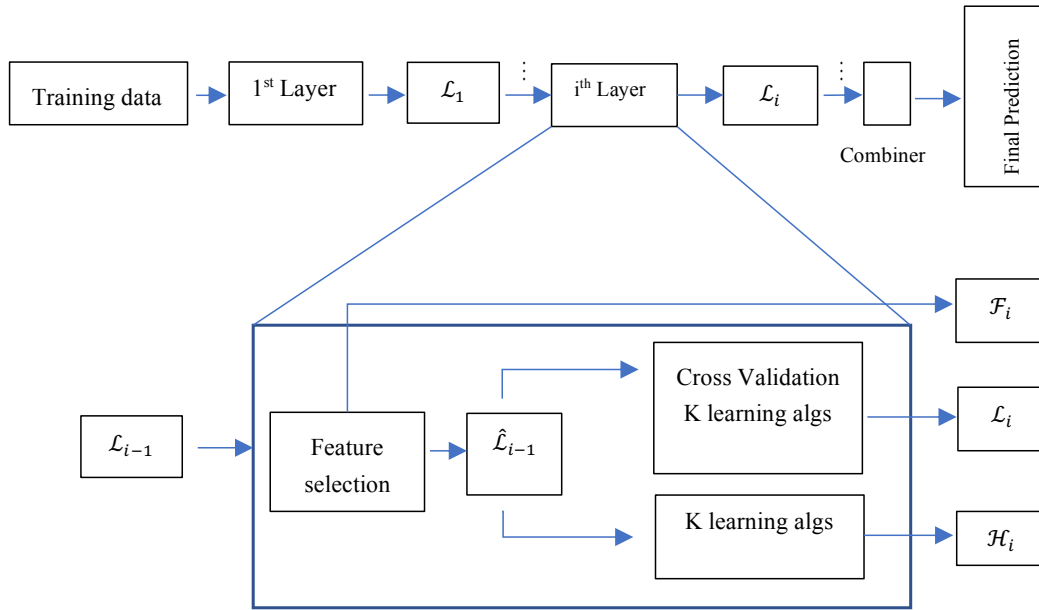 Training data
1st Layer
ℒ₁
⋮
iᵗʰ Layer
ℒᵢ
⋮
Combiner
Final Prediction
ℱᵢ
ℒᵢ₋₁
Feature
selection
ℒ̂ᵢ₋₁
Cross Validation
K learning algs
ℒᵢ
K learning algs
ℋᵢ